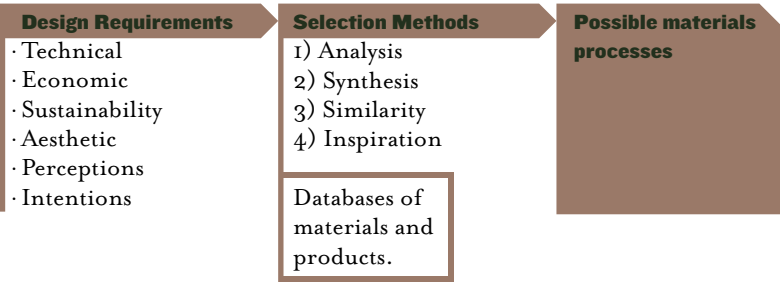 Design Requirements
· Technical
· Economic
· Sustainability
· Aesthetic
· Perceptions
· Intentions
Selection Methods
1) Analysis
2) Synthesis
3) Similarity
4) Inspiration
Databases of
materials and
products.
Possible materials
processes